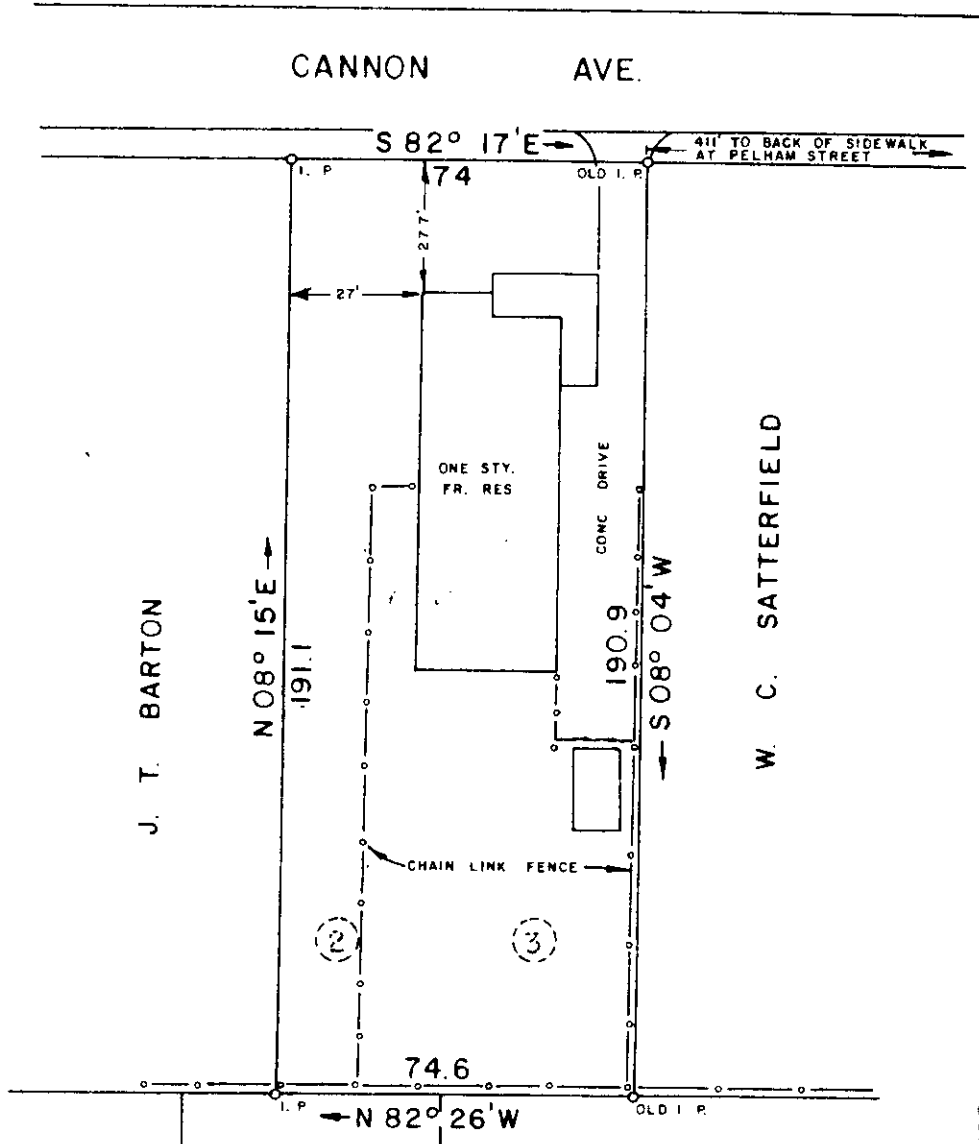 CANNON AVE.
S 82° 17'E
411' TO BACK OF SIDEWALK
AT PELHAM STREET
I. P
74
OLD I. P.
27.7'
27'
ONE STY.
FR. RES
CONC DRIVE
N 08° 15'E
191.1
190.9
S 08° 04' W
J. T. BARTON
W. C. SATTERFIELD
CHAIN LINK FENCE
2
3
74.6
I. P
N 82° 26' W
OLD I P.